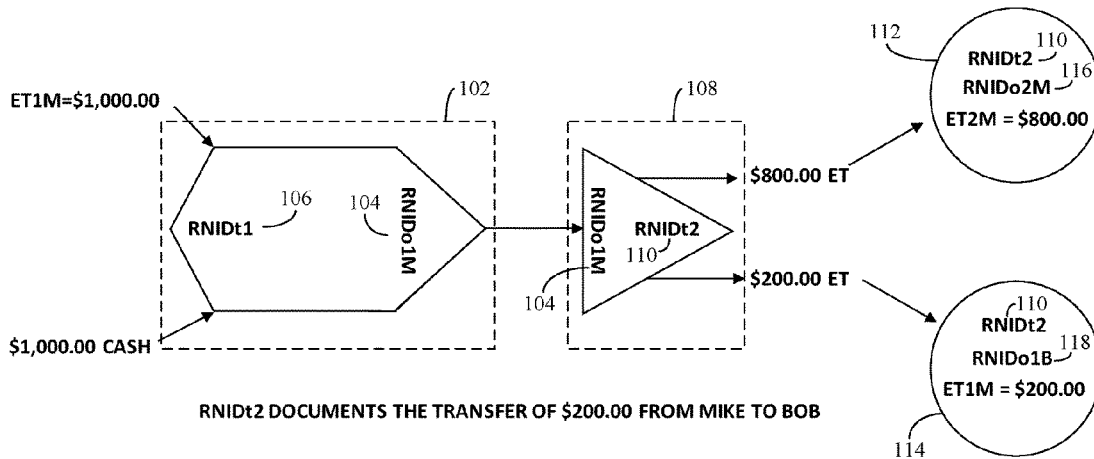 ET1M=$1,000.00
102
RNIDt1
106
104
RNIDo1M
$1,000.00 CASH
108
RNIDo1M
RNIDt2
110
104
$800.00 ET
$200.00 ET
112
RNIDt2
110
RNIDo2M
116
ET2M = $800.00
110
RNIDt2
RNIDo1B
118
ET1M = $200.00
114
RNIDt2 DOCUMENTS THE TRANSFER OF $200.00 FROM MIKE TO BOB